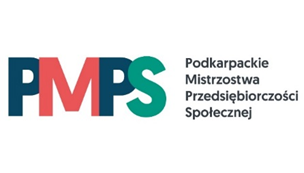 PMPS
Podkarpackie
Mistrzostwa
Przedsiębiorczości
Społecznej